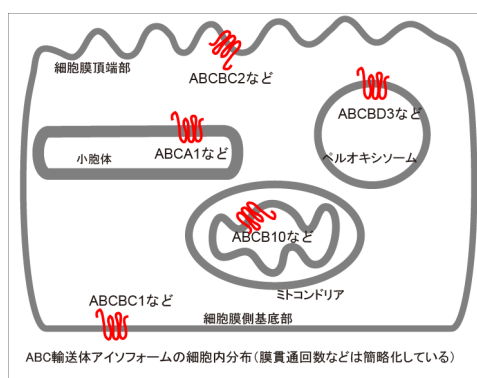 細胞膜頂端部
ABCBC2など
ABCBD3など
小胞体
ABCA1など
ペルオキシソーム
ABCB10など
ミトコンドリア
ABCBC1など
細胞膜側基底部
ABC輸送体アイソフォームの細胞内分布(膜貫通回数などは簡略化している)